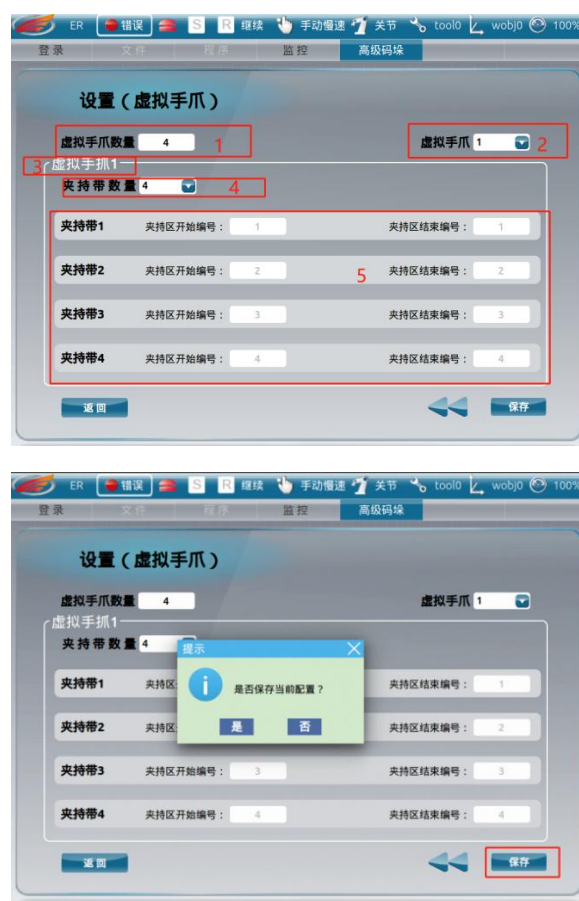 ER 错误 S R 继续 手动慢速 关节 tool0 wobj0 100%
登录 文件 程序 监控 高级码垛
设置（虚拟手爪）
虚拟手爪数量 4 1 虚拟手爪 1 2
3 虚拟手抓1
夹持带数量 4 4
夹持带1 夹持区开始编号： 1 夹持区结束编号： 1
夹持带2 夹持区开始编号： 2 5 夹持区结束编号： 2
夹持带3 夹持区开始编号： 3 夹持区结束编号： 3
夹持带4 夹持区开始编号： 4 夹持区结束编号： 4
返回 保存
ER 错误 S R 继续 手动慢速 关节 tool0 wobj0 100%
登录 文件 程序 监控 高级码垛
设置（虚拟手爪）
虚拟手爪数量 4 虚拟手爪 1
虚拟手抓1
夹持带数量 4
提示
夹持带1 夹持区 是否保存当前配置？ 夹持区结束编号： 1
夹持带2 夹持区 是 否 夹持区结束编号： 2
夹持带3 夹持区开始编号： 3 夹持区结束编号： 3
夹持带4 夹持区开始编号： 4 夹持区结束编号： 4
返回 保存